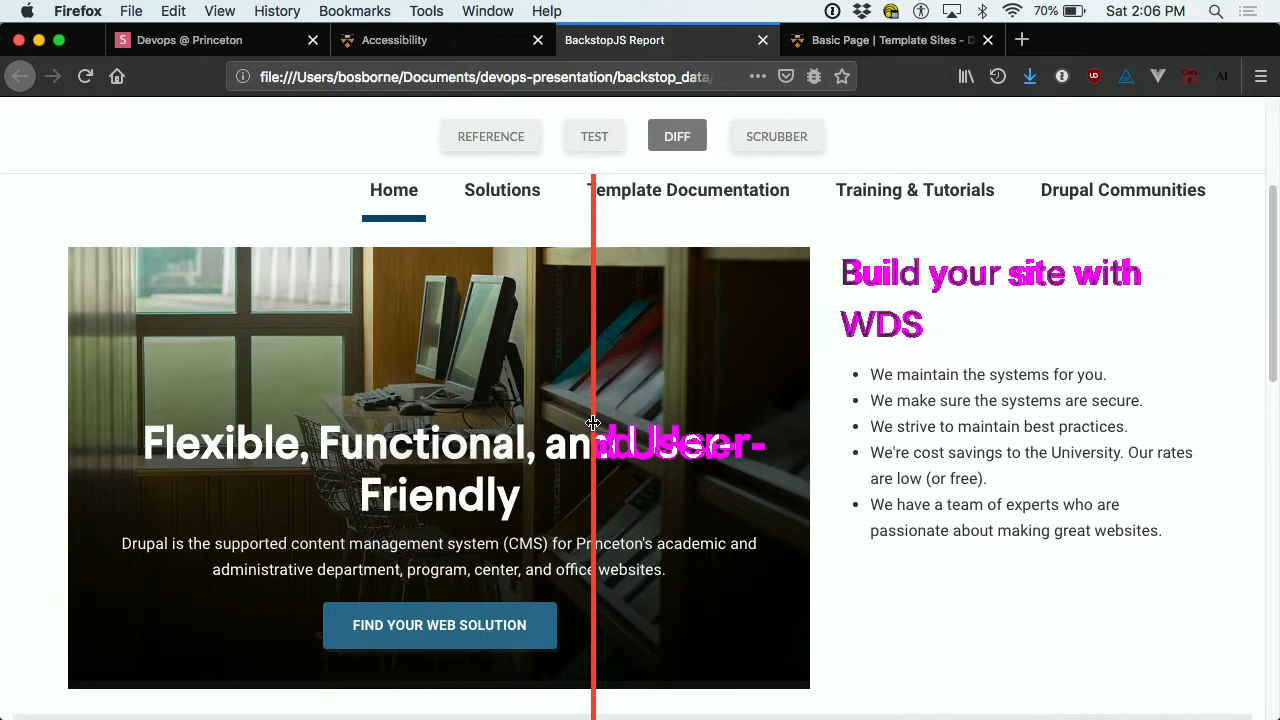 Firefox File Edit View History Bookmarks Tools Window Help 70% Sat 2:06 PM
Devops @ Princeton Accessibility BackstopJS Report Basic Page | Template Sites - D
file:///Users/bosborne/Documents/devops-presentation/backstop_data
REFERENCE TEST DIFF SCRUBBER
Home Solutions Template Documentation Training & Tutorials Drupal Communities
Build your site with
WDS
We maintain the systems for you.
We make sure the systems are secure.
We strive to maintain best practices.
We're cost savings to the University. Our rates
are low (or free).
We have a team of experts who are
passionate about making great websites.
Flexible, Functional, and User-
Friendly
Drupal is the supported content management system (CMS) for Princeton's academic and
administrative department, program, center, and office websites.
FIND YOUR WEB SOLUTION